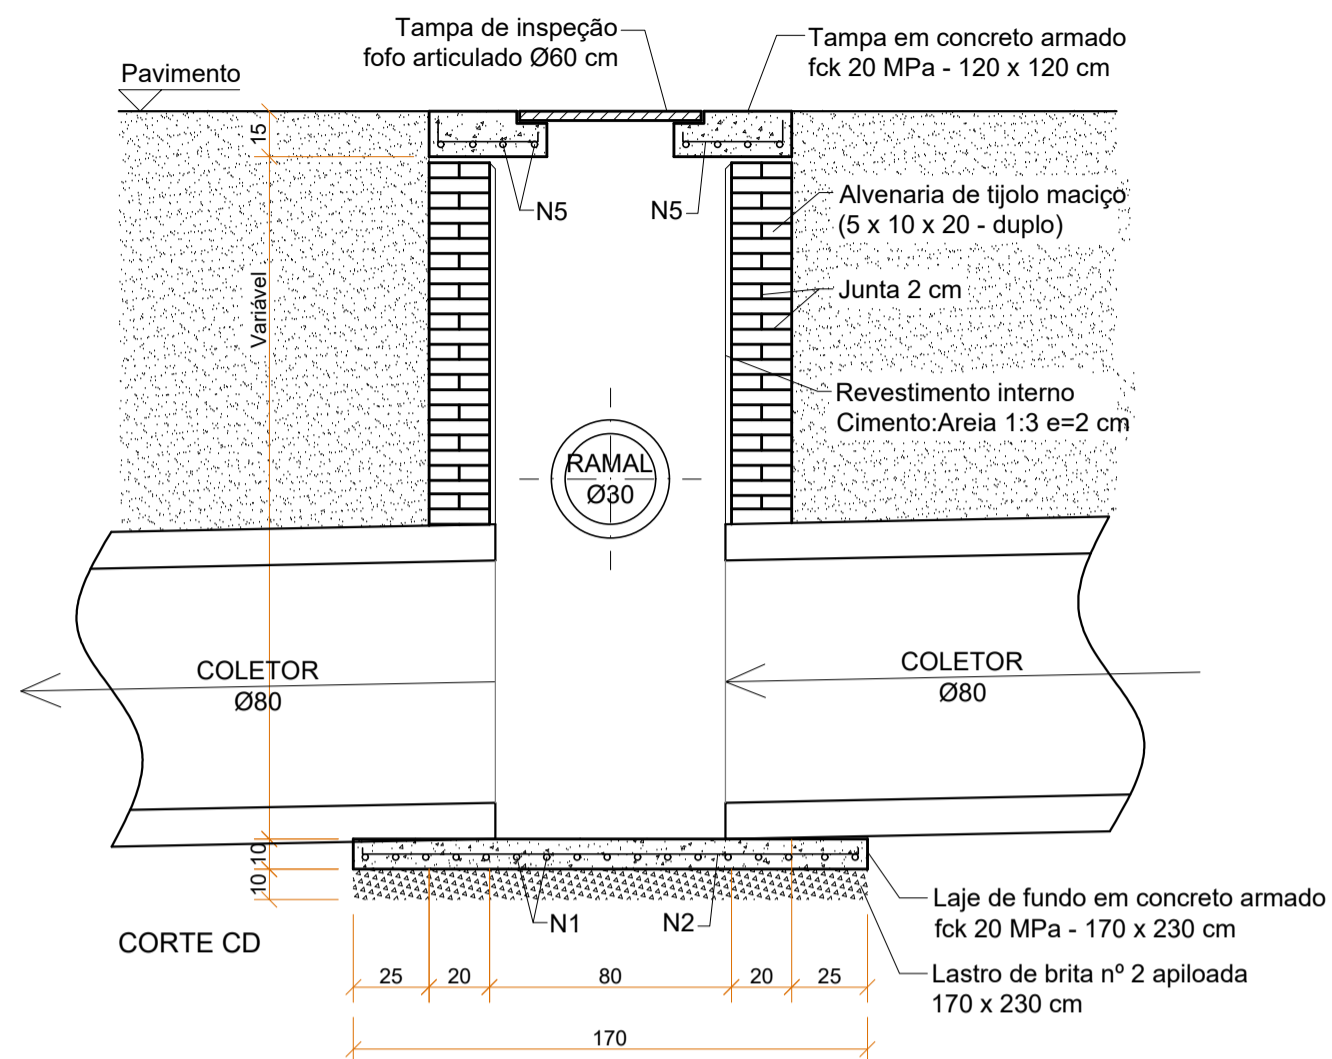 Tampa de inspeção
fofo articulado Ø60 cm
Tampa em concreto armado
fck 20 MPa - 120 x 120 cm
Pavimento
15
N5
N5
Alvenaria de tijolo maciço
(5 x 10 x 20 - duplo)
Variável
Junta 2 cm
Revestimento interno
Cimento:Areia 1:3 e=2 cm
RAMAL
Ø30
COLETOR
Ø80
COLETOR
Ø80
10
10
N1
N2
Laje de fundo em concreto armado
fck 20 MPa - 170 x 230 cm
CORTE CD
Lastro de brita nº 2 apiloada
170 x 230 cm
25
20
80
20
25
170